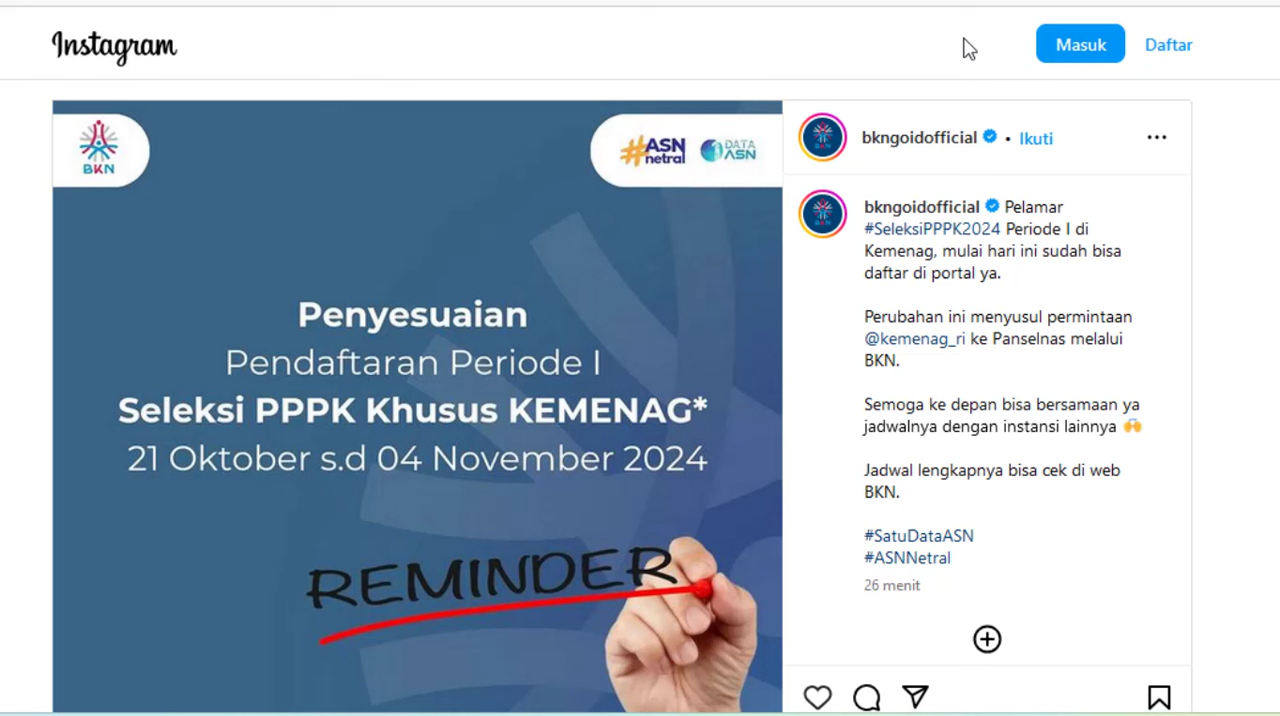 Instagram
Masuk
Daftar
BKN
#ASN
netral
DATA
ASN
Penyesuaian
Pendaftaran Periode I
Seleksi PPPK Khusus KEMENAG*
21 Oktober s.d 04 November 2024
REMINDER
bkngoidofficial • Ikuti
bkngoidofficial Pelamar
#SeleksiPPPK2024 Periode I di
Kemenag, mulai hari ini sudah bisa
daftar di portal ya.
Perubahan ini menyusul permintaan
@kemenag_ri ke Panselnas melalui
BKN.
Semoga ke depan bisa bersamaan ya
jadwalnya dengan instansi lainnya 🙌
Jadwal lengkapnya bisa cek di web
BKN.
#SatuDataASN
#ASNNetral
26 menit